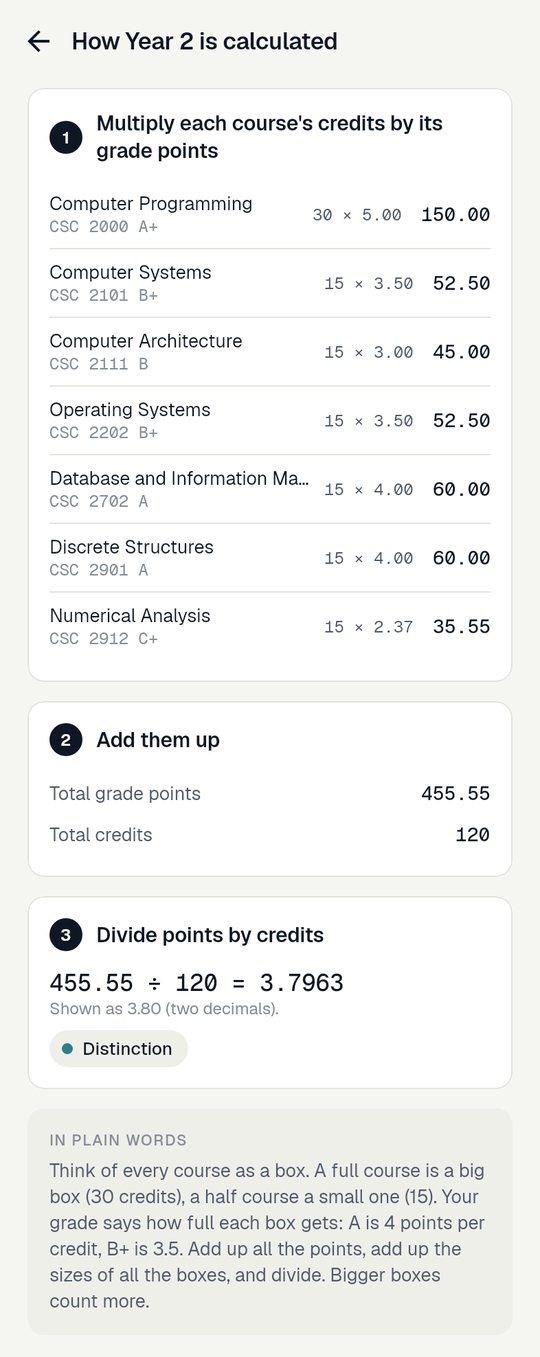 How Year 2 is calculated
1
Multiply each course's credits by its
grade points
Computer Programming
CSC 2000 A+
30 × 5.00 150.00
Computer Systems
CSC 2101 B+
15 × 3.50 52.50
Computer Architecture
CSC 2111 B
15 × 3.00 45.00
Operating Systems
CSC 2202 B+
15 × 3.50 52.50
Database and Information Ma...
CSC 2702 A
15 × 4.00 60.00
Discrete Structures
CSC 2901 A
15 × 4.00 60.00
Numerical Analysis
CSC 2912 C+
15 × 2.37 35.55
2 Add them up
Total grade points 455.55
Total credits 120
3 Divide points by credits
455.55 ÷ 120 = 3.7963
Shown as 3.80 (two decimals).
Distinction
IN PLAIN WORDS
Think of every course as a box. A full course is a big
box (30 credits), a half course a small one (15). Your
grade says how full each box gets: A is 4 points per
credit, B+ is 3.5. Add up all the points, add up the
sizes of all the boxes, and divide. Bigger boxes
count more.